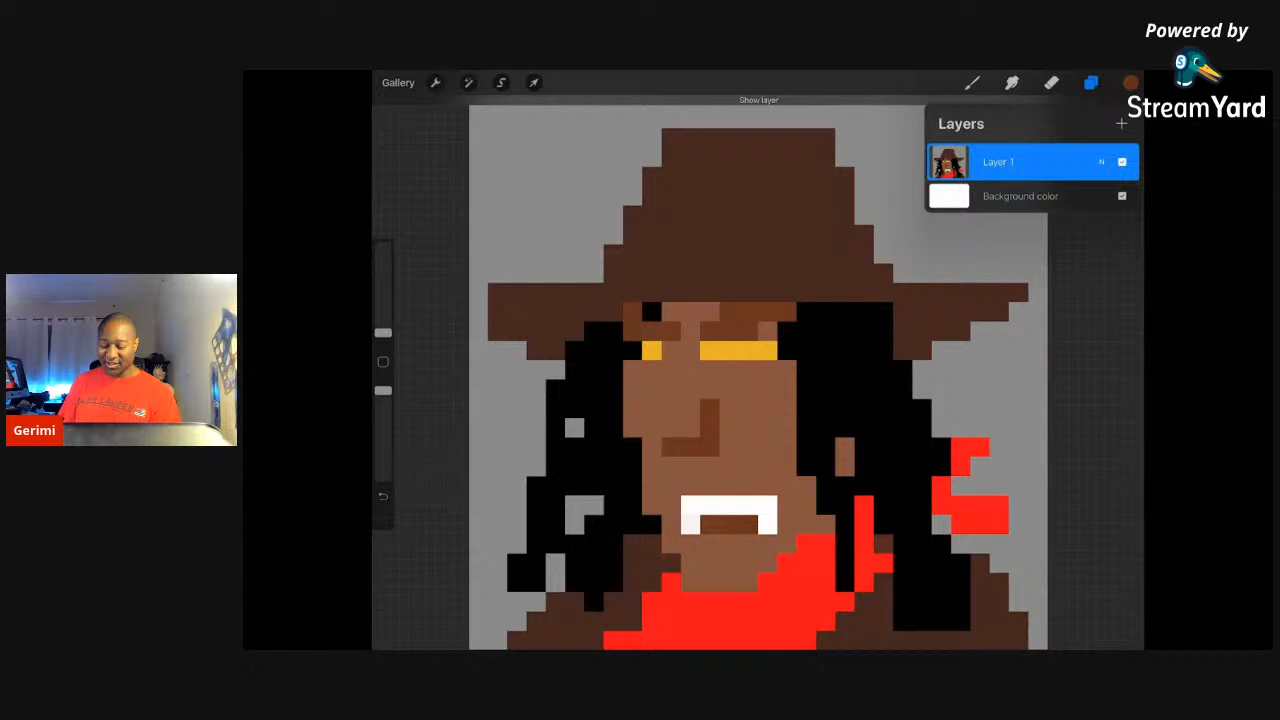 Powered by
StreamYard
Gallery
Show layer
Layers
Layer 1
N
Background color
Gerimi